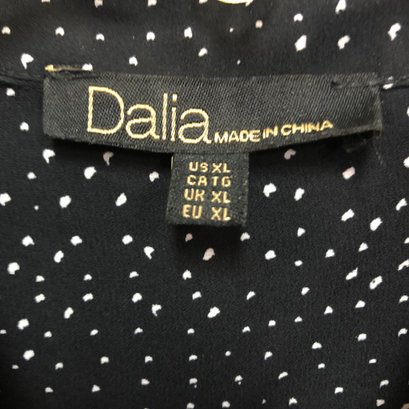 Dalia MADE IN CHINA
US XL
CA TG
UK XL
EU XL